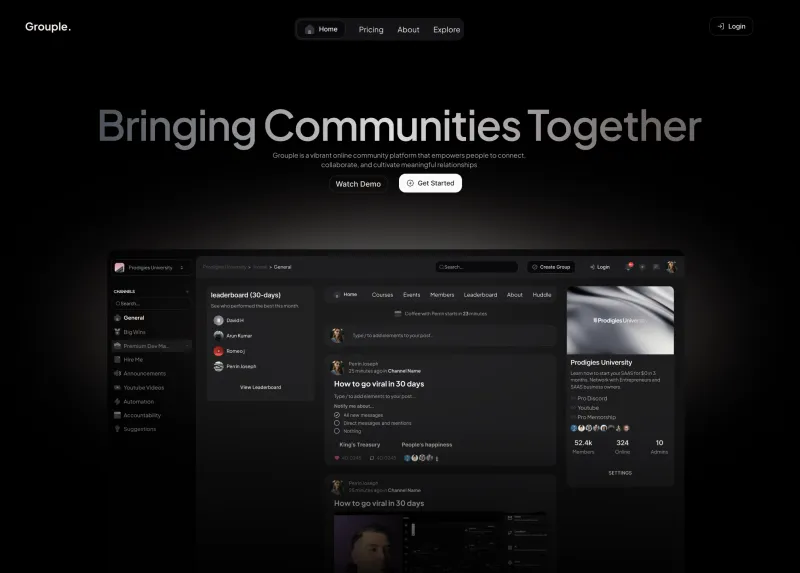 Grouple.
Home
Pricing
About
Explore
Login
Bringing Communities Together
Grouple is a vibrant online community platform that empowers people to connect,
collaborate, and cultivate meaningful relationships
Watch Demo
Get Started
Prodigies University
Prodigies University > Home > General
Search...
Create Group
Login
CHANNELS
Search...
General
Big Wins
Premium Dev Ma...
Hire Me
Announcements
Youtube Videos
Automation
Accountability
Suggestions
leaderboard (30-days)
See who performed the best this month
David H
Arun Kumar
Romeo j
Perrin Joseph
View Leaderboard
Home
Courses
Events
Members
Leaderboard
About
Huddle
Coffee with Perrin starts in 23 minutes
Type / to add elements to your post...
Perrin Joseph
25 minutes ago in Channel Name
How to go viral in 30 days
Type / to add elements to your post...
Notify me about...
All new messages
Direct messages and mentions
Nothing
King's Treasury
People's happiness
Perrin Joseph
25 minutes ago in Channel Name
How to go viral in 30 days
Prodigies University
Prodigies University
Learn how to start your SAAS for $0 in 3
months. Network with Entrepreneurs and
SAAS business owners.
Pro Discord
Youtube
Pro Mentorship
52.4k
Members
324
Online
10
Admins
SETTINGS